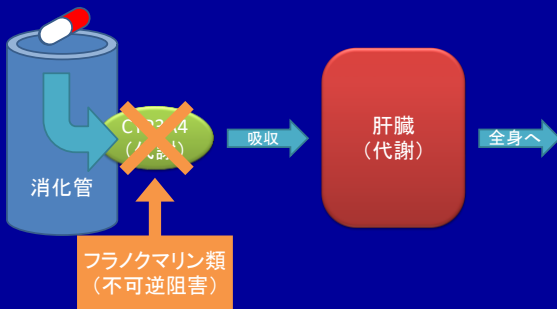 消化管
CYP3A4
（代謝）
吸収
肝臓
（代謝）
全身へ
フラノクマリン類
（不可逆阻害）